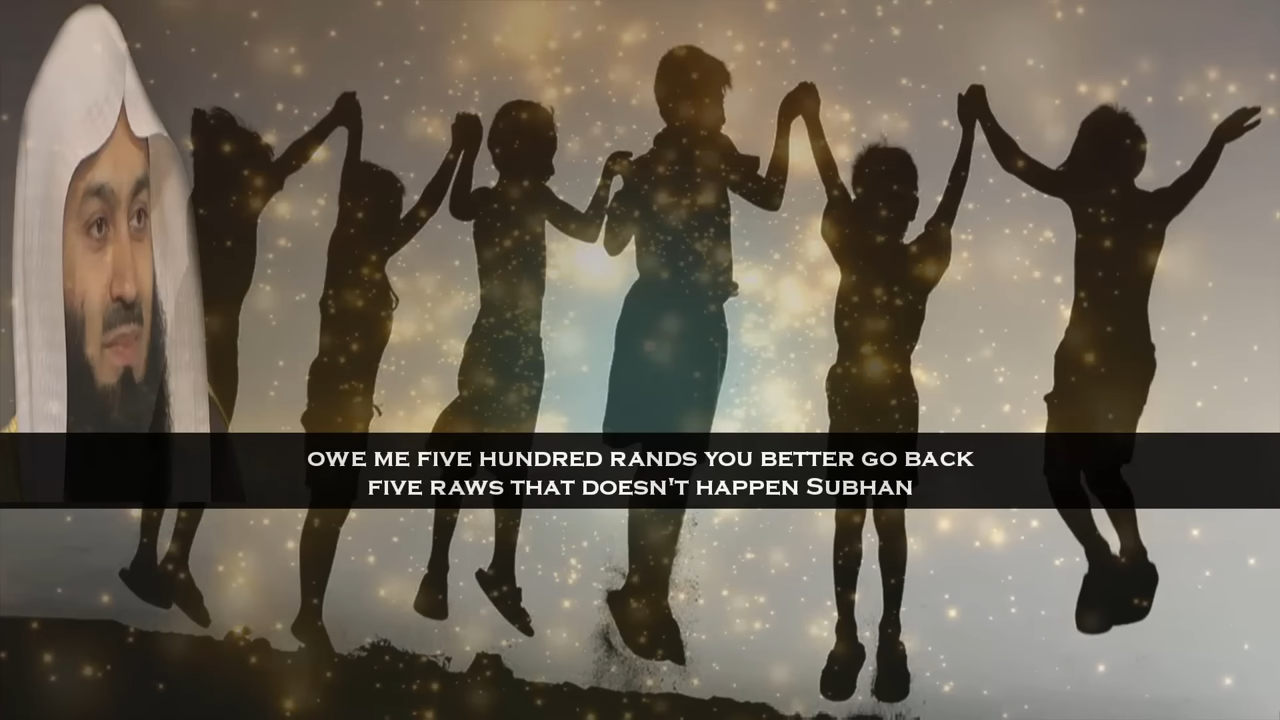 OWE ME FIVE HUNDRED RANDS YOU BETTER GO BACK
FIVE RAWS THAT DOESN'T HAPPEN SUBHAN